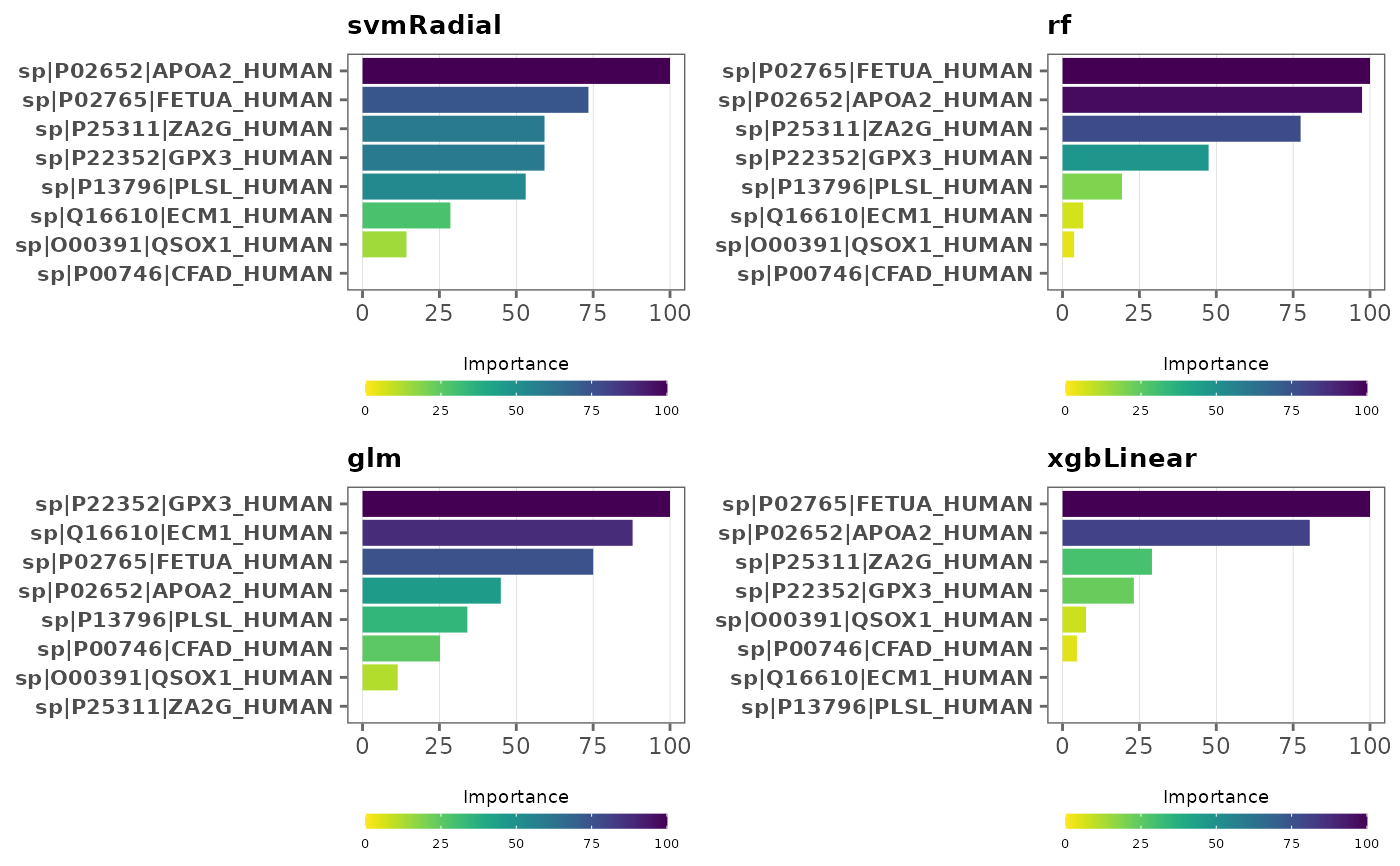 svmRadial
sp|P02652|APOA2_HUMAN
sp|P02765|FETUA_HUMAN
sp|P25311|ZA2G_HUMAN
sp|P22352|GPX3_HUMAN
sp|P13796|PLSL_HUMAN
sp|Q16610|ECM1_HUMAN
sp|O00391|QSOX1_HUMAN
sp|P00746|CFAD_HUMAN
0 25 50 75 100
Importance
0 25 50 75 100
rf
sp|P02765|FETUA_HUMAN
sp|P02652|APOA2_HUMAN
sp|P25311|ZA2G_HUMAN
sp|P22352|GPX3_HUMAN
sp|P13796|PLSL_HUMAN
sp|Q16610|ECM1_HUMAN
sp|O00391|QSOX1_HUMAN
sp|P00746|CFAD_HUMAN
0 25 50 75 100
Importance
0 25 50 75 100
glm
sp|P22352|GPX3_HUMAN
sp|Q16610|ECM1_HUMAN
sp|P02765|FETUA_HUMAN
sp|P02652|APOA2_HUMAN
sp|P13796|PLSL_HUMAN
sp|P00746|CFAD_HUMAN
sp|O00391|QSOX1_HUMAN
sp|P25311|ZA2G_HUMAN
0 25 50 75 100
Importance
0 25 50 75 100
xgbLinear
sp|P02765|FETUA_HUMAN
sp|P02652|APOA2_HUMAN
sp|P25311|ZA2G_HUMAN
sp|P22352|GPX3_HUMAN
sp|O00391|QSOX1_HUMAN
sp|P00746|CFAD_HUMAN
sp|Q16610|ECM1_HUMAN
sp|P13796|PLSL_HUMAN
0 25 50 75 100
Importance
0 25 50 75 100